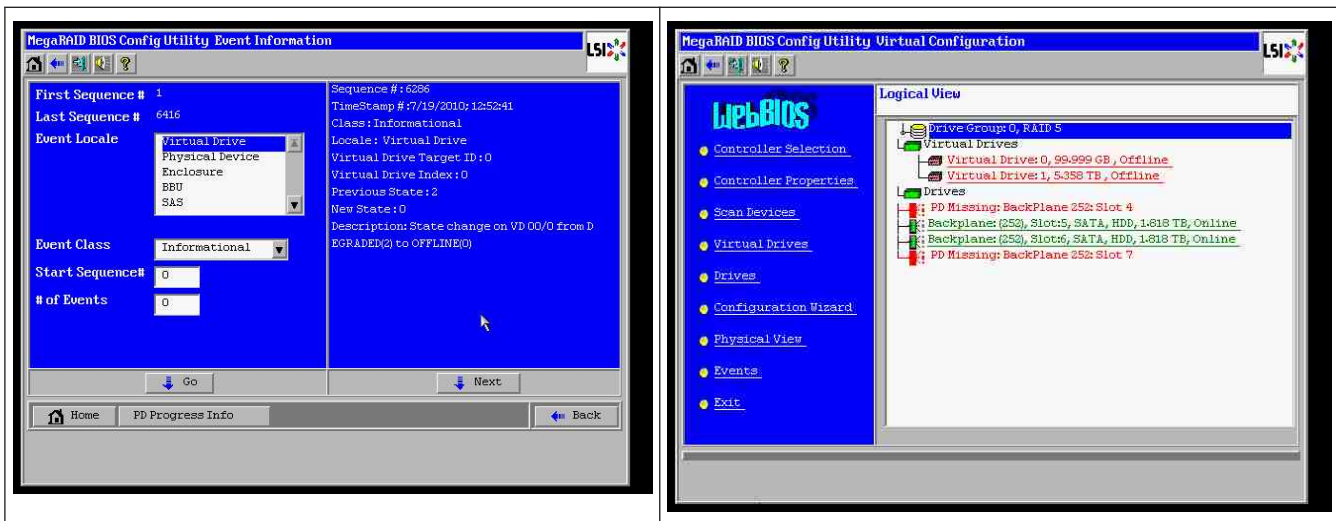 MegaRAID BIOS Config Utility Event Information
LSI
First Sequence # 1
Last Sequence # 6416
Event Locale
Virtual Drive
Physical Device
Enclosure
BBU
SAS
Event Class Informational
Start Sequence# 0
# of Events 0
Sequence #:6286
TimeStamp #:7/19/2010; 12:52:41
Class:Informational
Locale: Virtual Drive
Virtual Drive Target ID:0
Virtual Drive Index:0
Previous State:2
New State:0
Description: State change on VD 00/0 from D
EGRADED(2) to OFFLINE(0)
Go
Next
Home
PD Progress Info
Back
MegaRAID BIOS Config Utility Virtual Configuration
LSI
WebBIOS
Controller Selection
Controller Properties
Scan Devices
Virtual Drives
Drives
Configuration Wizard
Physical View
Events
Exit
Logical View
Drive Group: 0, RAID 5
Virtual Drives
Virtual Drive: 0, 99.999 GB, Offline
Virtual Drive: 1, 5.358 TB, Offline
Drives
PD Missing: BackPlane 252: Slot 4
Backplane: (252), Slot:5, SATA, HDD, 1.818 TB, Online
Backplane: (252), Slot:6, SATA, HDD, 1.818 TB, Online
PD Missing: BackPlane 252: Slot 7